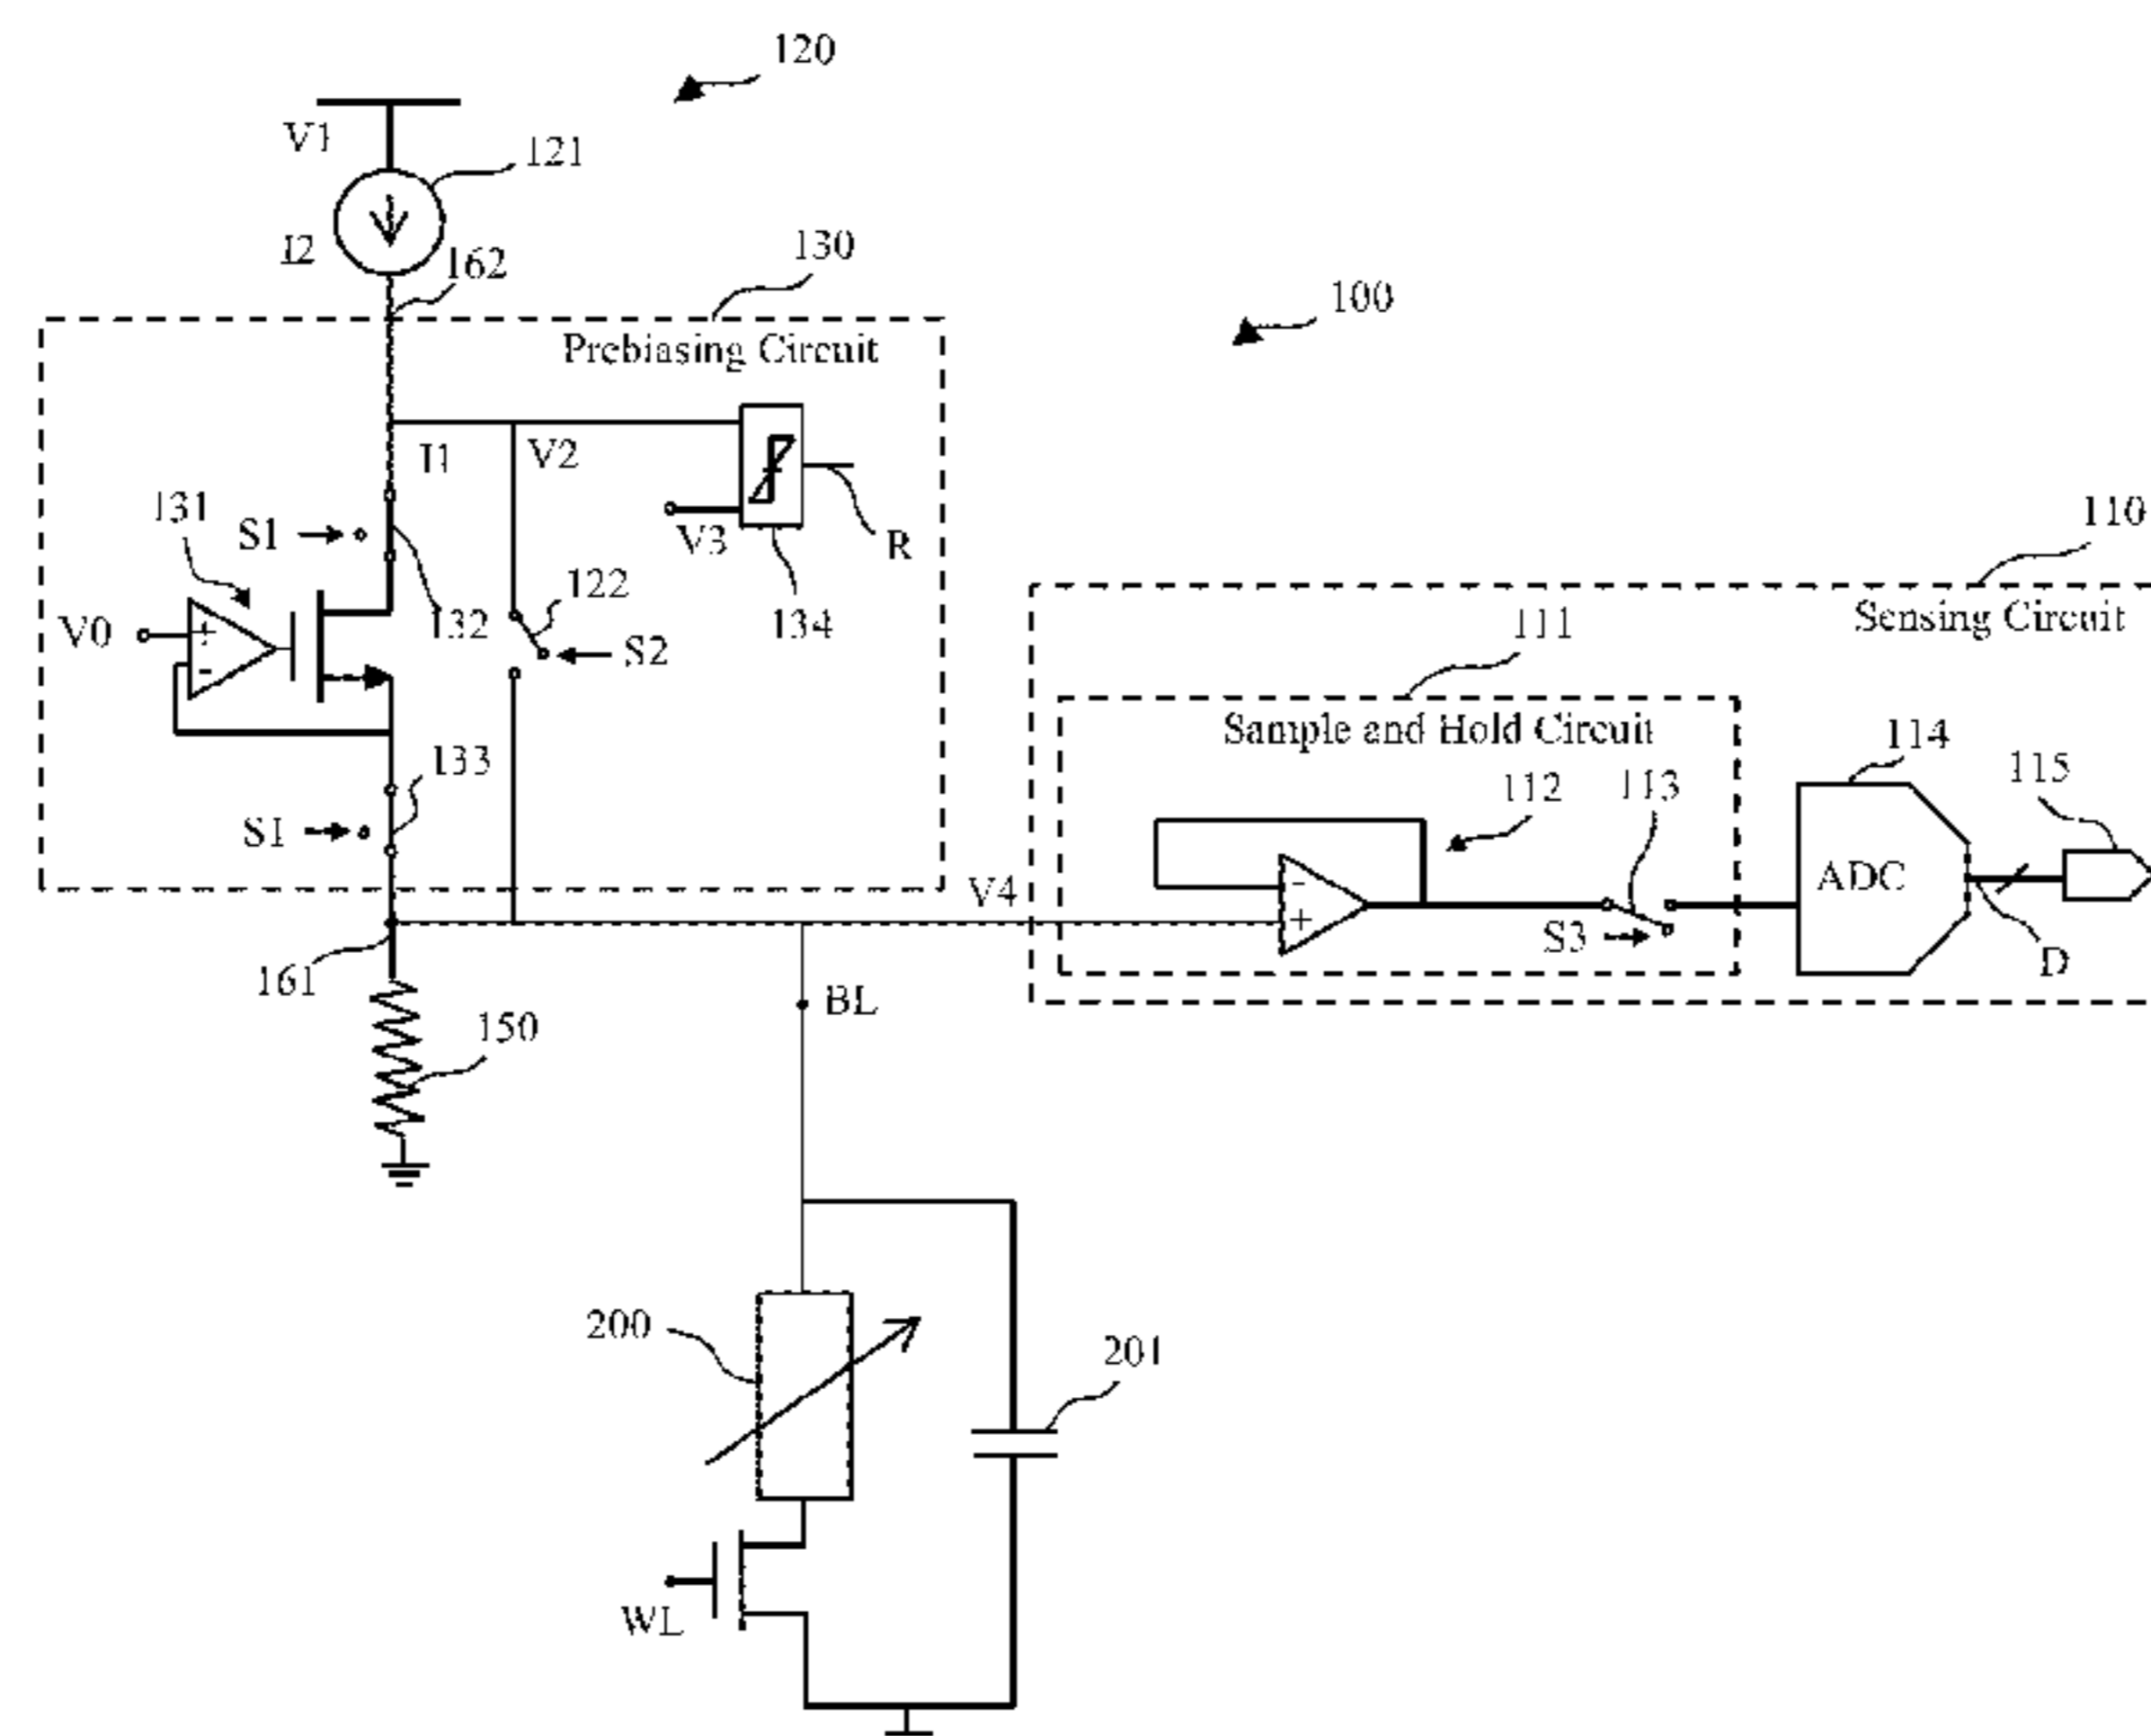 120
V1
121
I2
162
130
100
Prebiasing Circuit
I1
V2
131
S1
V3
R
110
122
V0
+
-
132
134
S2
111
Sensing Circuit
Sample and Hold Circuit
114
133
112
113
115
S1
V4
-
+
ADC
S3
D
161
BL
150
200
201
WL